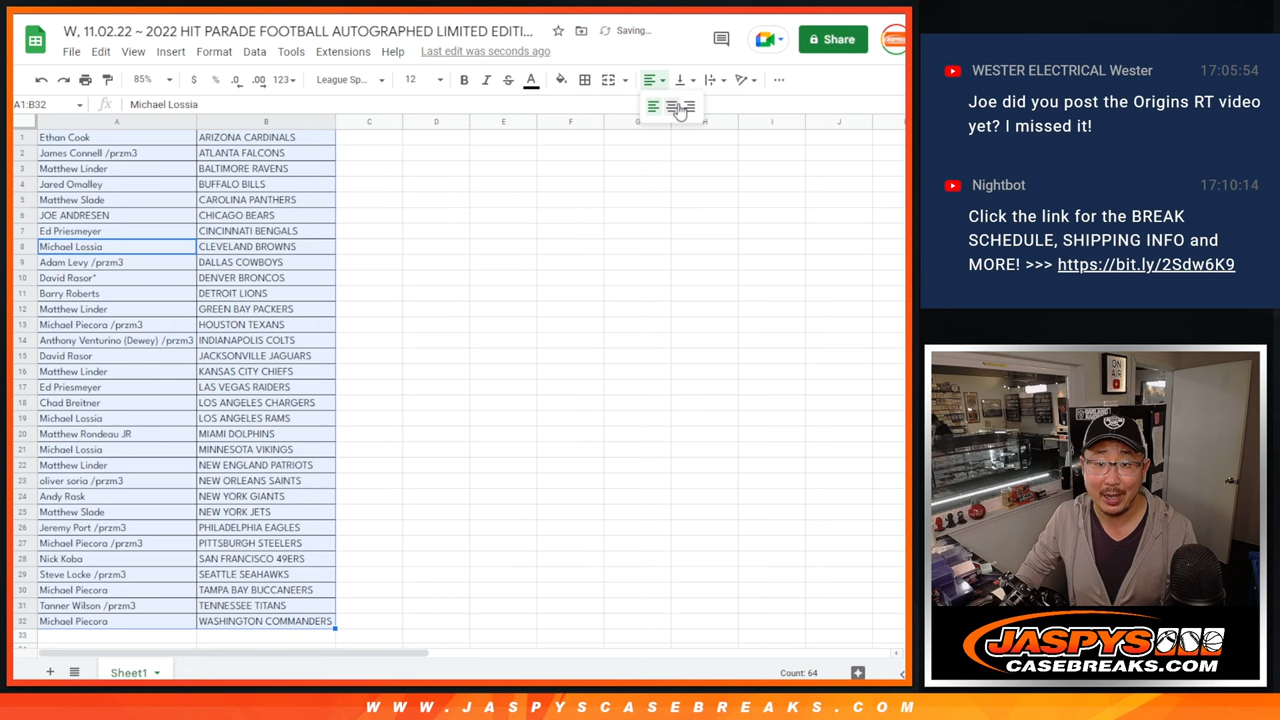 W, 11.02.22 ~ 2022 HIT PARADE FOOTBALL AUTOGRAPHED LIMITED EDITI...
Saving...
Share
File Edit View Insert Format Data Tools Extensions Help Last edit was seconds ago
85% $ % .0 .00 123 League Sp... 12 B I S A
A1:B32 fx Michael Lossia
A B C D E F G H I J
1 Ethan Cook ARIZONA CARDINALS
2 James Connell /przm3 ATLANTA FALCONS
3 Matthew Linder BALTIMORE RAVENS
4 Jared Omalley BUFFALO BILLS
5 Matthew Slade CAROLINA PANTHERS
6 JOE ANDRESEN CHICAGO BEARS
7 Ed Priesmeyer CINCINNATI BENGALS
8 Michael Lossia CLEVELAND BROWNS
9 Adam Levy /przm3 DALLAS COWBOYS
10 David Rasor* DENVER BRONCOS
11 Barry Roberts DETROIT LIONS
12 Matthew Linder GREEN BAY PACKERS
13 Michael Piecora /przm3 HOUSTON TEXANS
14 Anthony Venturino (Dewey) /przm3 INDIANAPOLIS COLTS
15 David Rasor JACKSONVILLE JAGUARS
16 Matthew Linder KANSAS CITY CHIEFS
17 Ed Priesmeyer LAS VEGAS RAIDERS
18 Chad Breitner LOS ANGELES CHARGERS
19 Michael Lossia LOS ANGELES RAMS
20 Matthew Rondeau JR MIAMI DOLPHINS
21 Michael Lossia MINNESOTA VIKINGS
22 Matthew Linder NEW ENGLAND PATRIOTS
23 oliver soria /przm3 NEW ORLEANS SAINTS
24 Andy Rask NEW YORK GIANTS
25 Matthew Slade NEW YORK JETS
26 Jeremy Port /przm3 PHILADELPHIA EAGLES
27 Michael Piecora /przm3 PITTSBURGH STEELERS
28 Nick Koba SAN FRANCISCO 49ERS
29 Steve Locke /przm3 SEATTLE SEAHAWKS
30 Michael Piecora TAMPA BAY BUCCANEERS
31 Tanner Wilson /przm3 TENNESSEE TITANS
32 Michael Piecora WASHINGTON COMMANDERS
33
Sheet1
Count: 64
WESTER ELECTRICAL Wester 17:05:54
Joe did you post the Origins RT video
yet? I missed it!
Nightbot 17:10:14
Click the link for the BREAK
SCHEDULE, SHIPPING INFO and
MORE! >>> https://bit.ly/2Sdw6K9
ON
AIR
JASPYS
CASEBREAKS.COM
WWW.JASPYSCASEBREAKS.COM